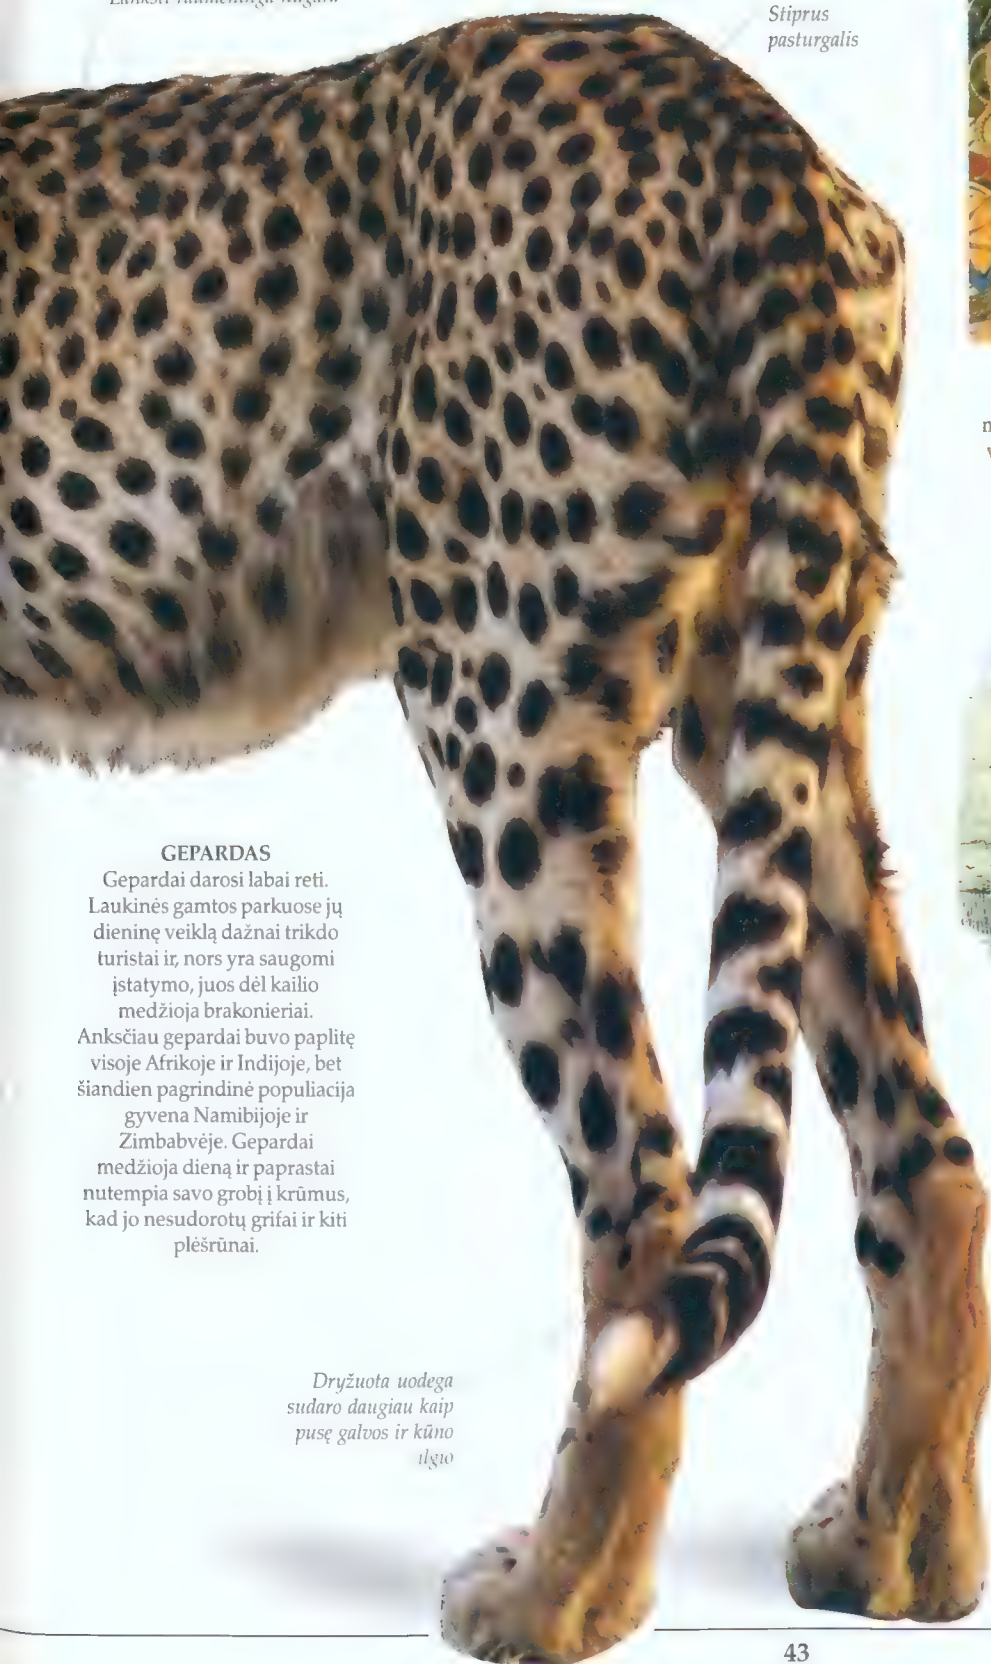 Lanksti raumeninga nugara
Stiprus
pasturgalis
GEPARDAS
Gepardai darosi labai reti.
Laukinės gamtos parkuose jų
dieninę veiklą dažnai trikdo
turistai ir, nors yra saugomi
įstatymo, juos dėl kailio
medžioja brakonieriai.
Anksčiau gepardai buvo paplitę
visoje Afrikoje ir Indijoje, bet
šiandien pagrindinė populiacija
gyvena Namibijoje ir
Zimbabvėje. Gepardai
medžioja dieną ir paprastai
nutempia savo grobį į krūmus,
kad jo nesudorotų grifai ir kiti
plėšrūnai.
Dryžuota uodega
sudaro daugiau kaip
pusę galvos ir kūno
ilgio
43